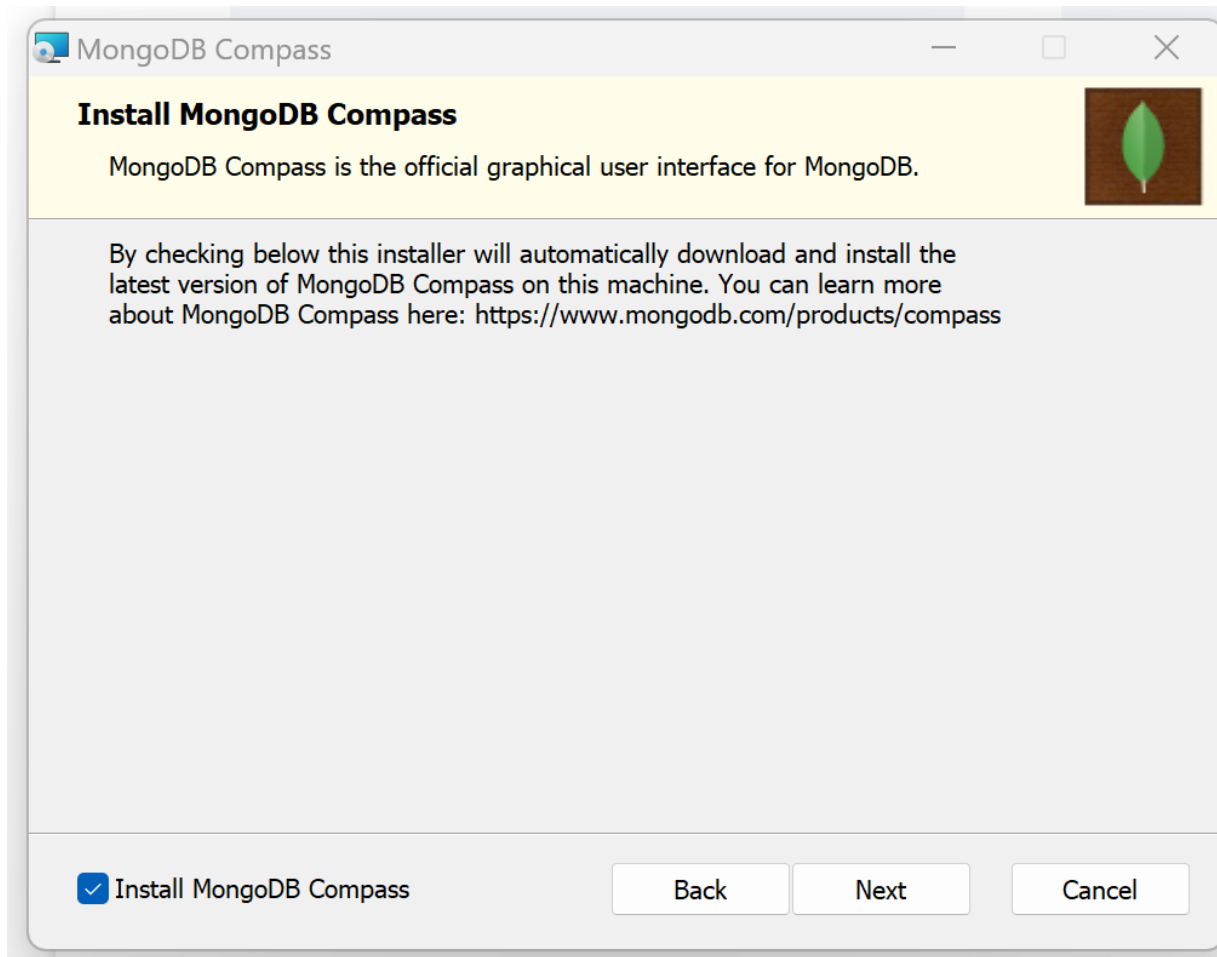 MongoDB Compass
Install MongoDB Compass
MongoDB Compass is the official graphical user interface for MongoDB.
By checking below this installer will automatically download and install the
latest version of MongoDB Compass on this machine. You can learn more
about MongoDB Compass here: https://www.mongodb.com/products/compass
Install MongoDB Compass
Back
Next
Cancel